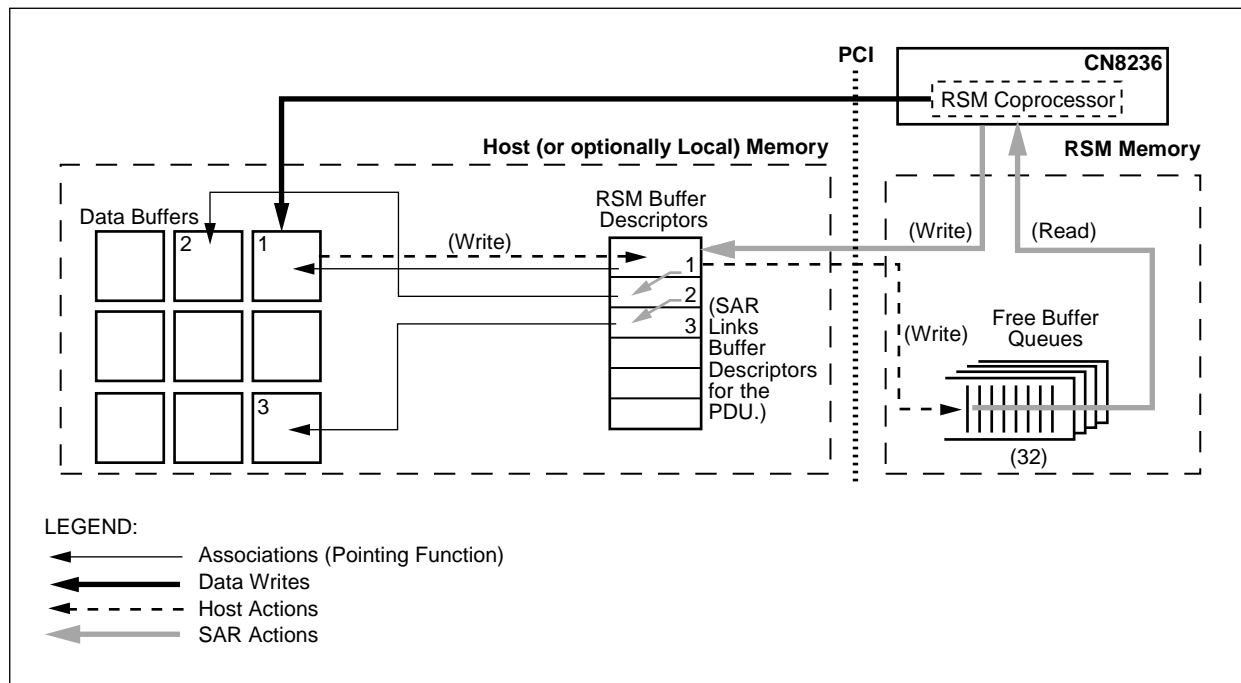 PCI
CN8236
RSM Coprocessor
Host (or optionally Local) Memory
RSM Memory
Data Buffers
RSM Buffer
Descriptors
2
1
(Write)
(Write)
(Read)
1
2
3
(SAR
Links
Buffer
Descriptors
for the
PDU.)
(Write)
Free Buffer
Queues
3
(32)
LEGEND:
Associations (Pointing Function)
Data Writes
Host Actions
SAR Actions